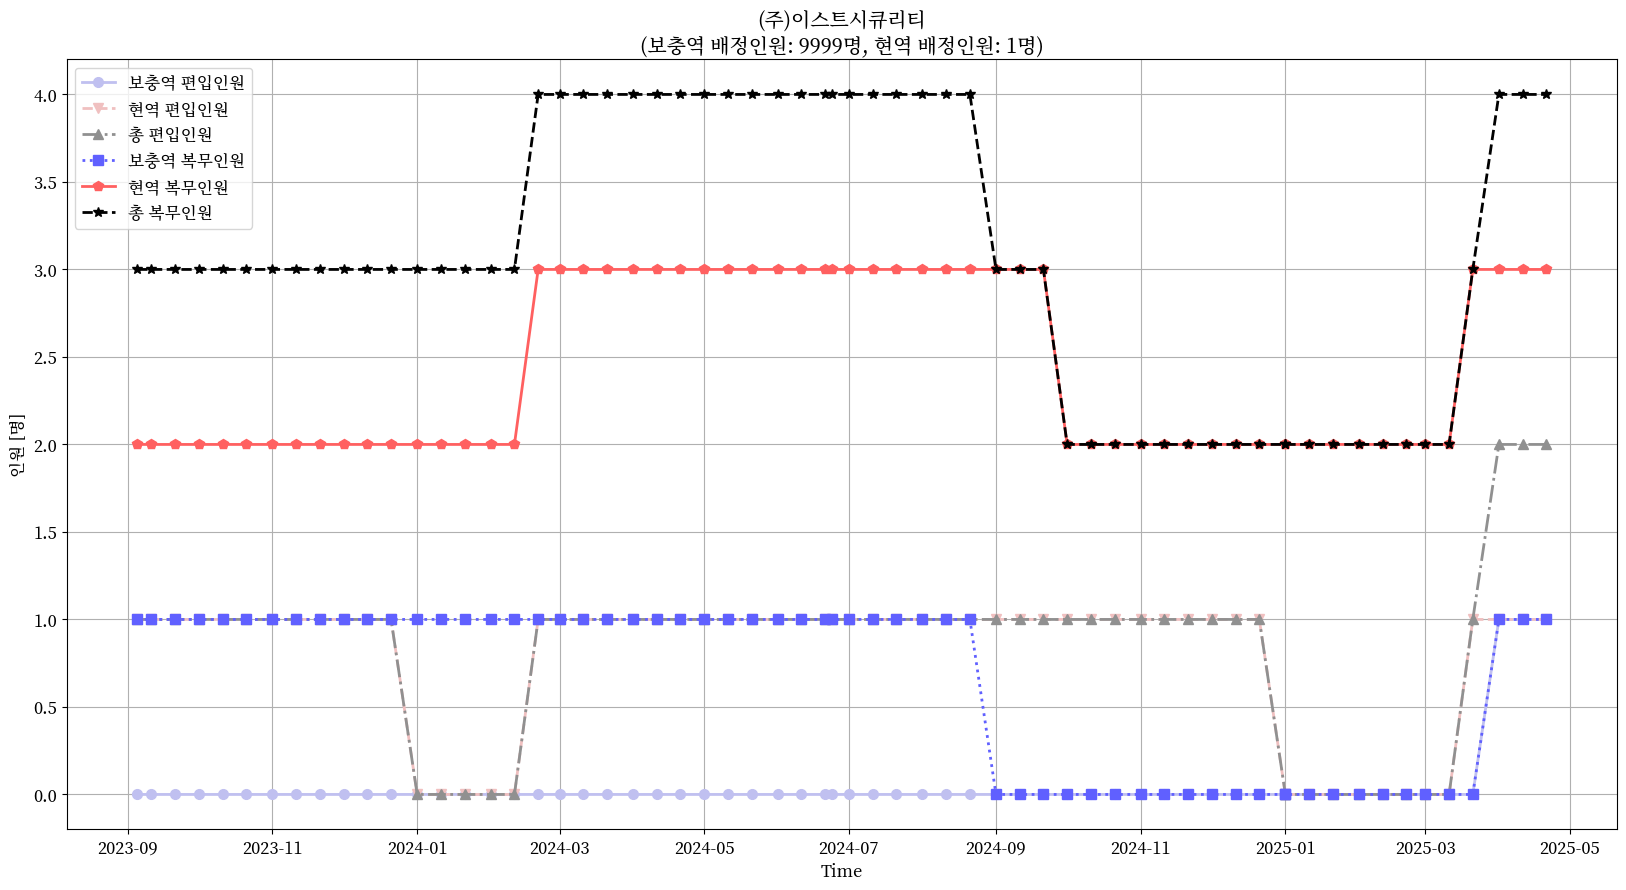 (주)이스트시큐리티
(보충역 배정인원: 9999명, 현역 배정인원: 1명)
보충역 편입인원
현역 편입인원
총 편입인원
보충역 복무인원
현역 복무인원
총 복무인원
인원 [명]
4.0
3.5
3.0
2.5
2.0
1.5
1.0
0.5
0.0
2023-09 2023-11 2024-01 2024-03 2024-05 2024-07 2024-09 2024-11 2025-01 2025-03 2025-05
Time